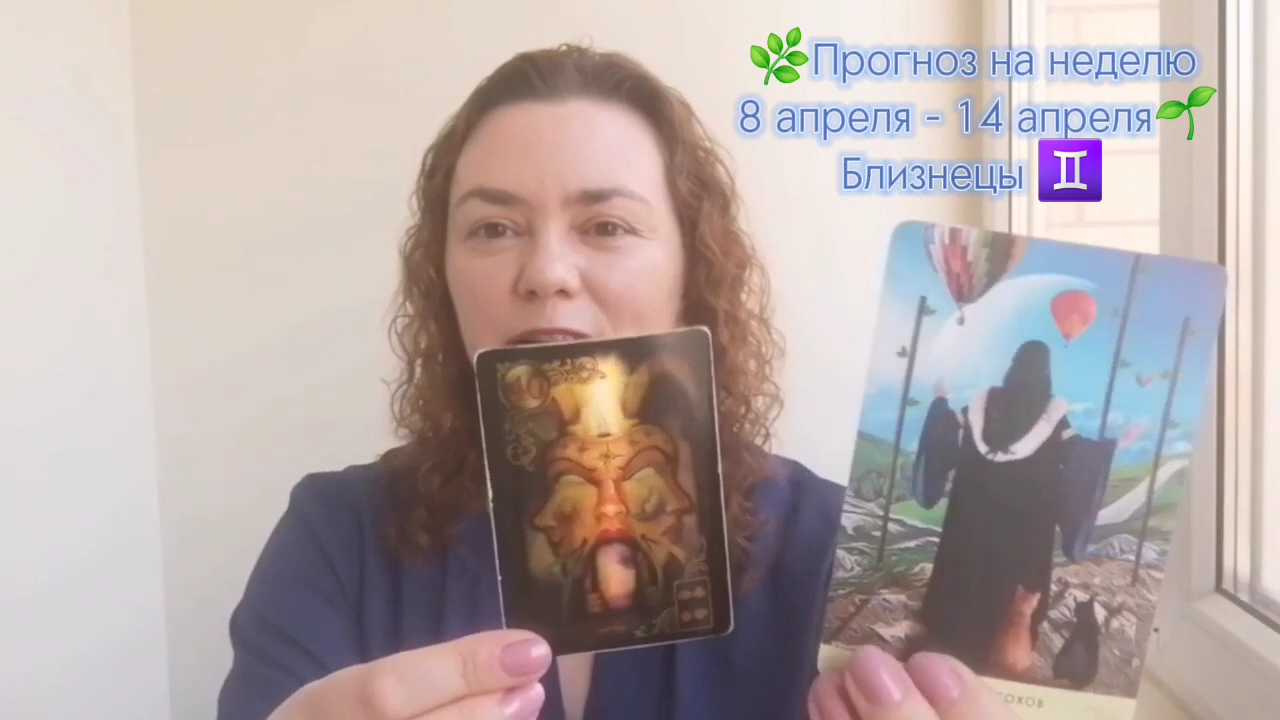 🌿Прогноз на неделю
8 апреля - 14 апреля🌱
Близнецы ♊